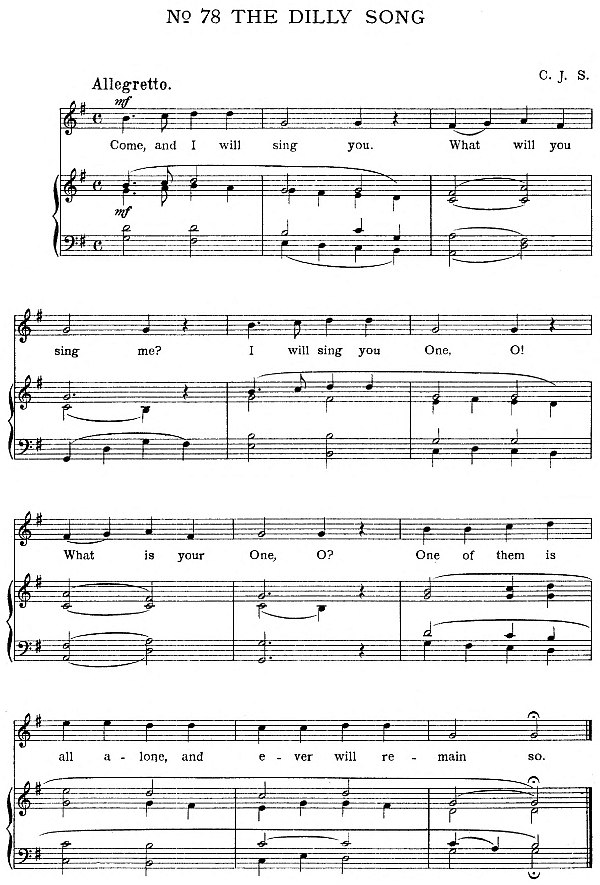 Nº 78 THE DILLY SONG
C. J. S.
Allegretto.
mf
Come, and I will sing you. What will you
mf
sing me? I will sing you One, O!
What is your One, O? One of them is
all a - lone, and e - ver will re - main so.